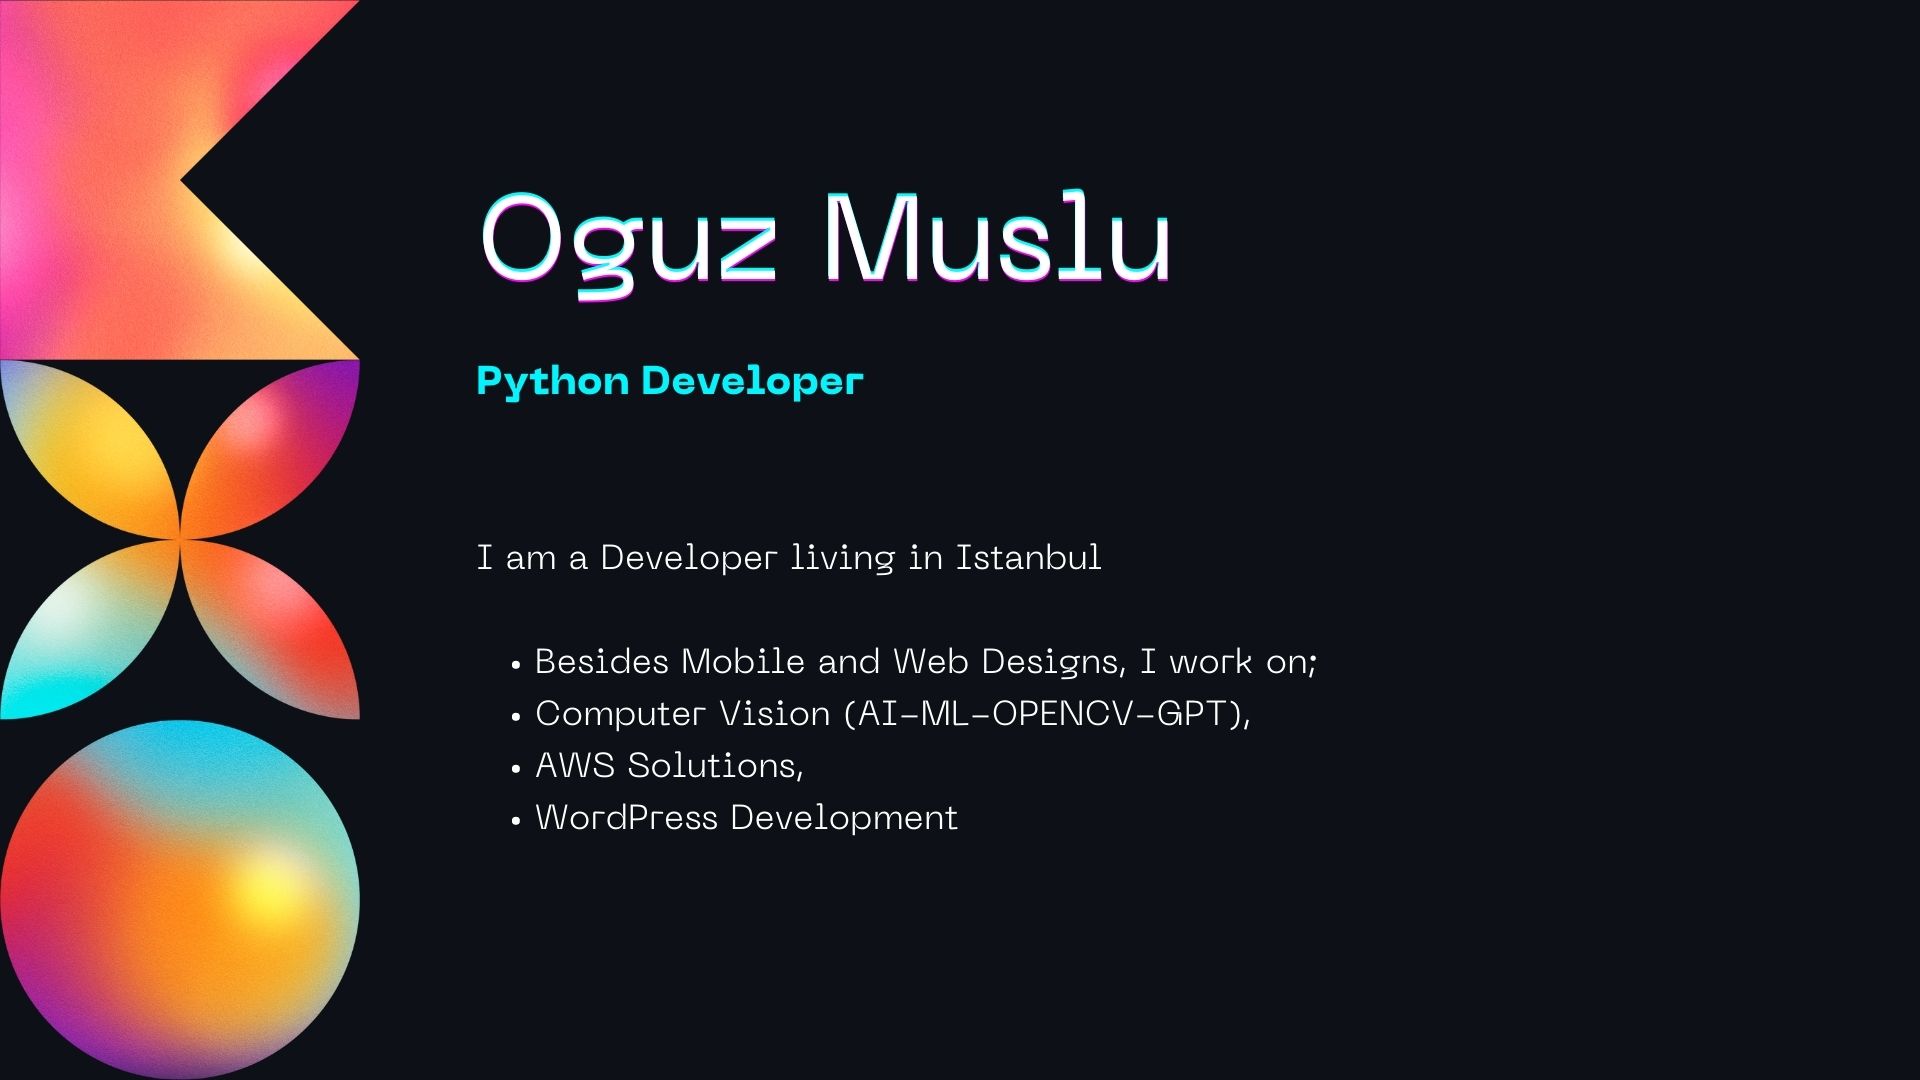 Oguz Muslu
Python Developer
I am a Developer living in Istanbul
• Besides Mobile and Web Designs, I work on;
• Computer Vision (AI-ML-OPENCV-GPT),
• AWS Solutions,
• WordPress Development